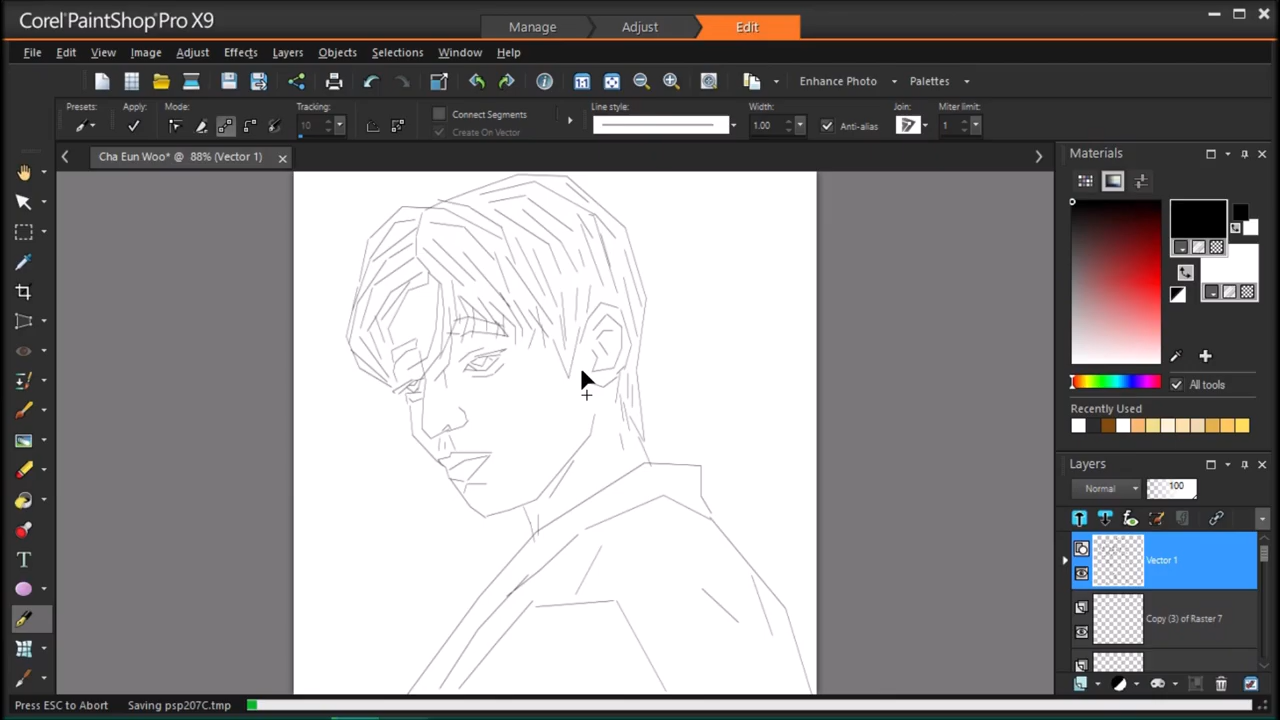 Corel PaintShop Pro X9
Manage Adjust Edit
File Edit View Image Adjust Effects Layers Objects Selections Window Help
1:1 Enhance Photo Palettes
Presets: Apply: Mode: Tracking: Connect Segments Line style: Width: Join: Miter limit:
10 Create On Vector 1.00 Anti-alias 1
Cha Eun Woo* @ 88% (Vector 1)
Materials
All tools
Recently Used
Layers
Normal 100
Vector 1
Copy (3) of Raster 7
T
Press ESC to Abort Saving psp207C.tmp